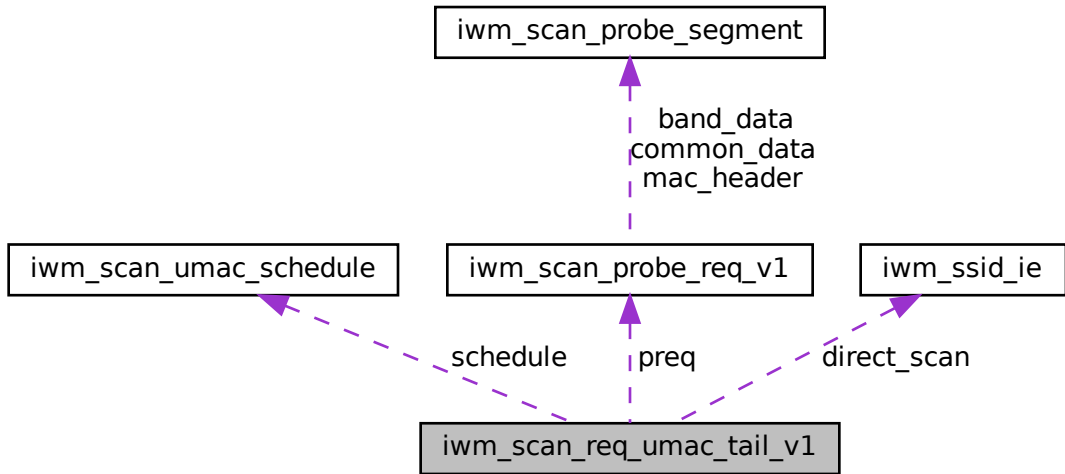 iwm_scan_probe_segment
band_data
common_data
mac_header
iwm_scan_umac_schedule
iwm_scan_probe_req_v1
iwm_ssid_ie
schedule
preq
direct_scan
iwm_scan_req_umac_tail_v1